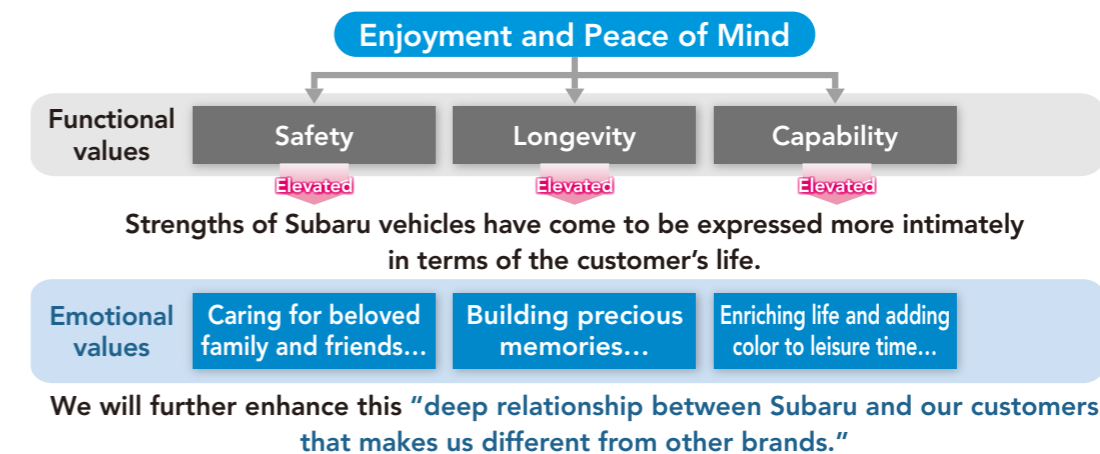 Enjoyment and Peace of Mind
Functional
values
Safety
Longevity
Capability
Elevated
Elevated
Elevated
Strengths of Subaru vehicles have come to be expressed more intimately
in terms of the customer’s life.
Emotional
values
Caring for beloved
family and friends…
Building precious
memories…
Enriching life and adding
color to leisure time…
We will further enhance this “deep relationship between Subaru and our customers
that makes us different from other brands.”